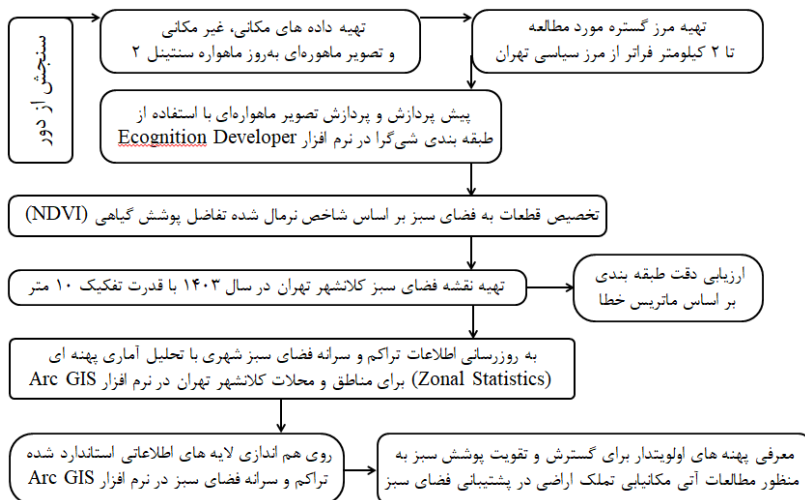 سنجش از دور
تهیه داده های مکانی، غیر مکانی
و تصویر ماهوره‌ای به‌روز ماهواره سنتینل ۲
تهیه مرز گستره مورد مطالعه
تا ۲ کیلومتر فراتر از مرز سیاسی تهران
پیش پردازش و پردازش تصویر ماهواره‌ای با استفاده از
طبقه بندی شی‌گرا در نرم افزار Ecognition Developer
تخصیص قطعات به فضای سبز بر اساس شاخص نرمال شده تفاضل پوشش گیاهی (NDVI)
تهیه نقشه فضای سبز کلانشهر تهران در سال ۱۴۰۳ با قدرت تفکیک ۱۰ متر
ارزیابی دقت طبقه بندی
بر اساس ماتریس خطا
به روزرسانی اطلاعات تراکم و سرانه فضای سبز شهری با تحلیل آماری پهنه ای
(Zonal Statistics) برای مناطق و محلات کلانشهر تهران در نرم افزار Arc GIS
روی هم اندازی لایه های اطلاعاتی استاندارد شده
تراکم و سرانه فضای سبز در نرم افزار Arc GIS
معرفی پهنه های اولویتدار برای گسترش و تقویت پوشش سبز به
منظور مطالعات آتی مکانیابی تملک اراضی در پشتیبانی فضای سبز